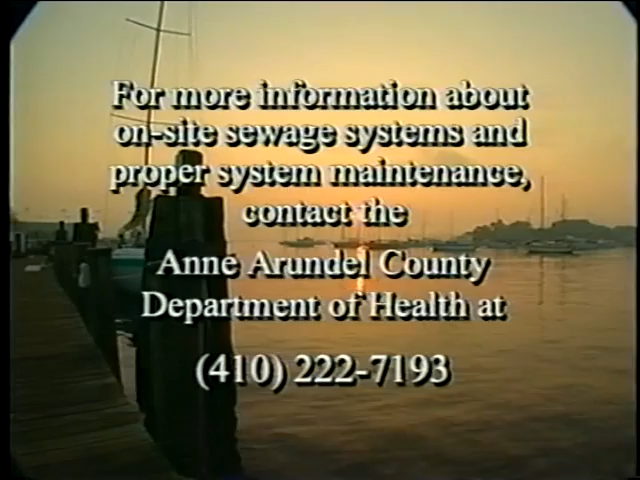 For more information about
on-site sewage systems and
proper system maintenance,
contact the
Anne Arundel County
Department of Health at
(410) 222-7193